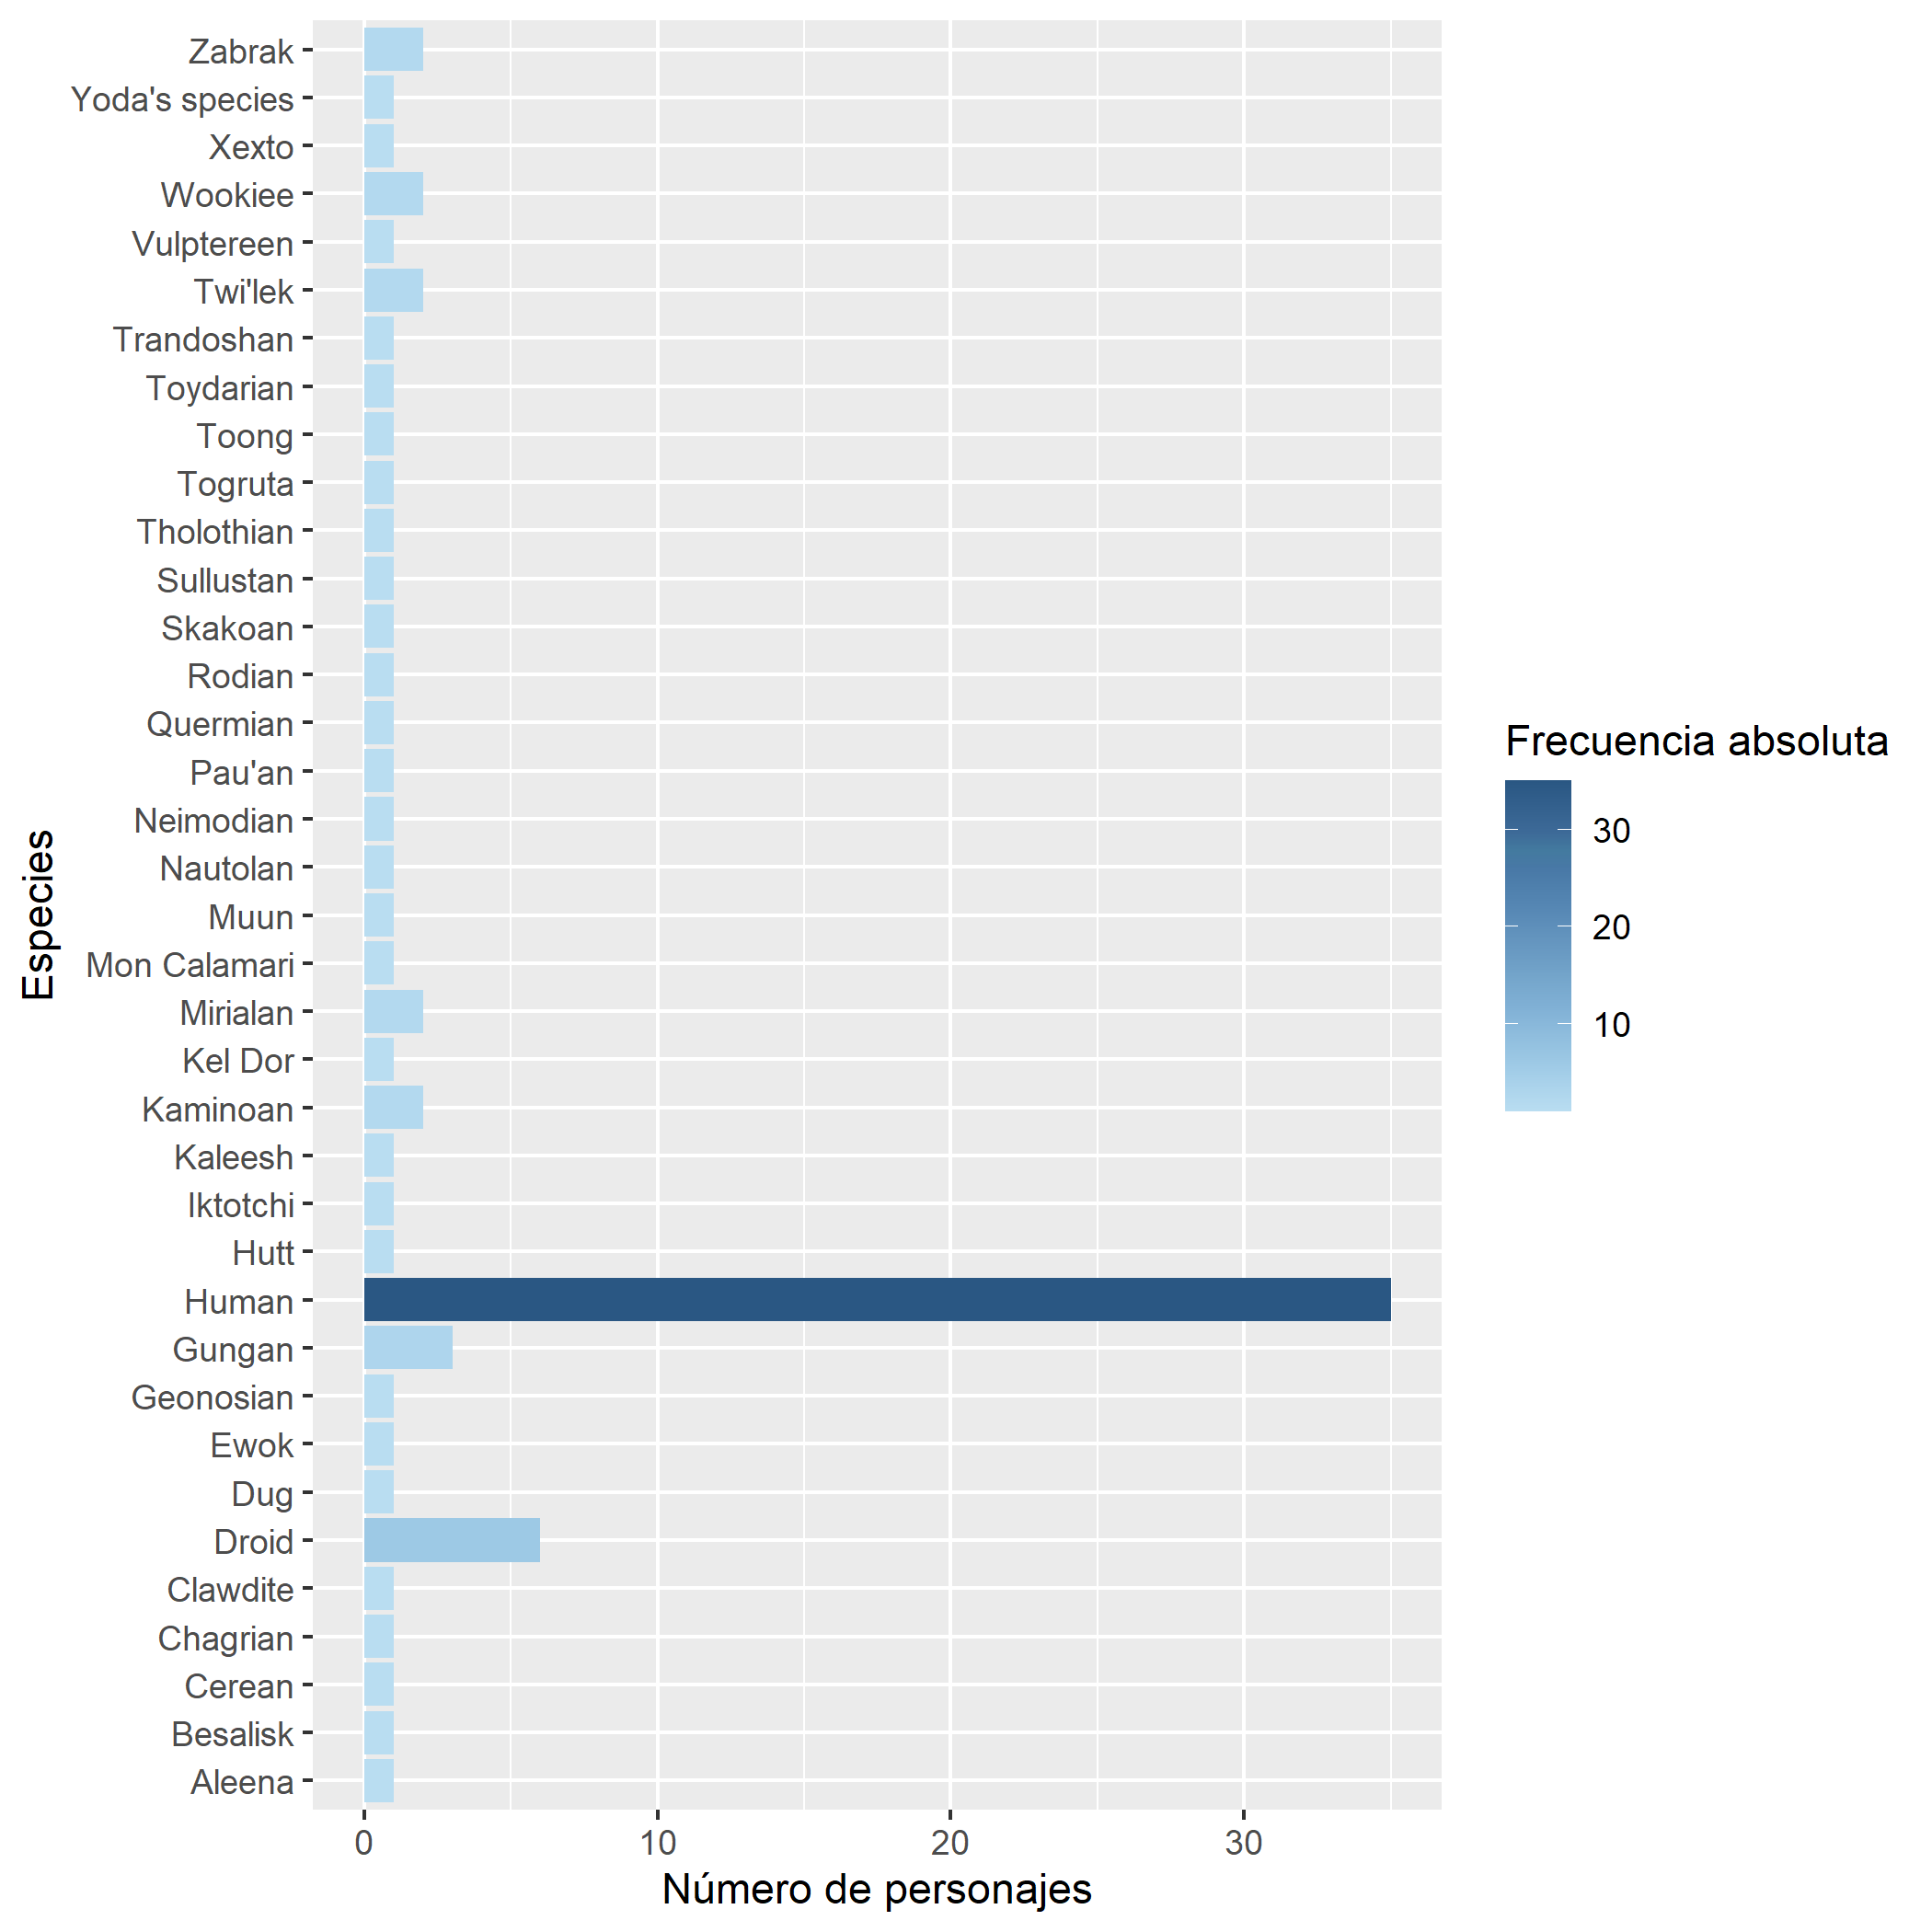 Zabrak
Yoda's species
Xexto
Wookiee
Vulptereen
Twi'lek
Trandoshan
Toydarian
Toong
Togruta
Tholothian
Sullustan
Skakoan
Rodian
Quermian
Pau'an
Neimodian
Nautolan
Muun
Mon Calamari
Mirialan
Kel Dor
Kaminoan
Kaleesh
Iktotchi
Hutt
Human
Gungan
Geonosian
Ewok
Dug
Droid
Clawdite
Chagrian
Cerean
Besalisk
Aleena
Especies
0 10 20 30
Número de personajes
Frecuencia absoluta
30
20
10